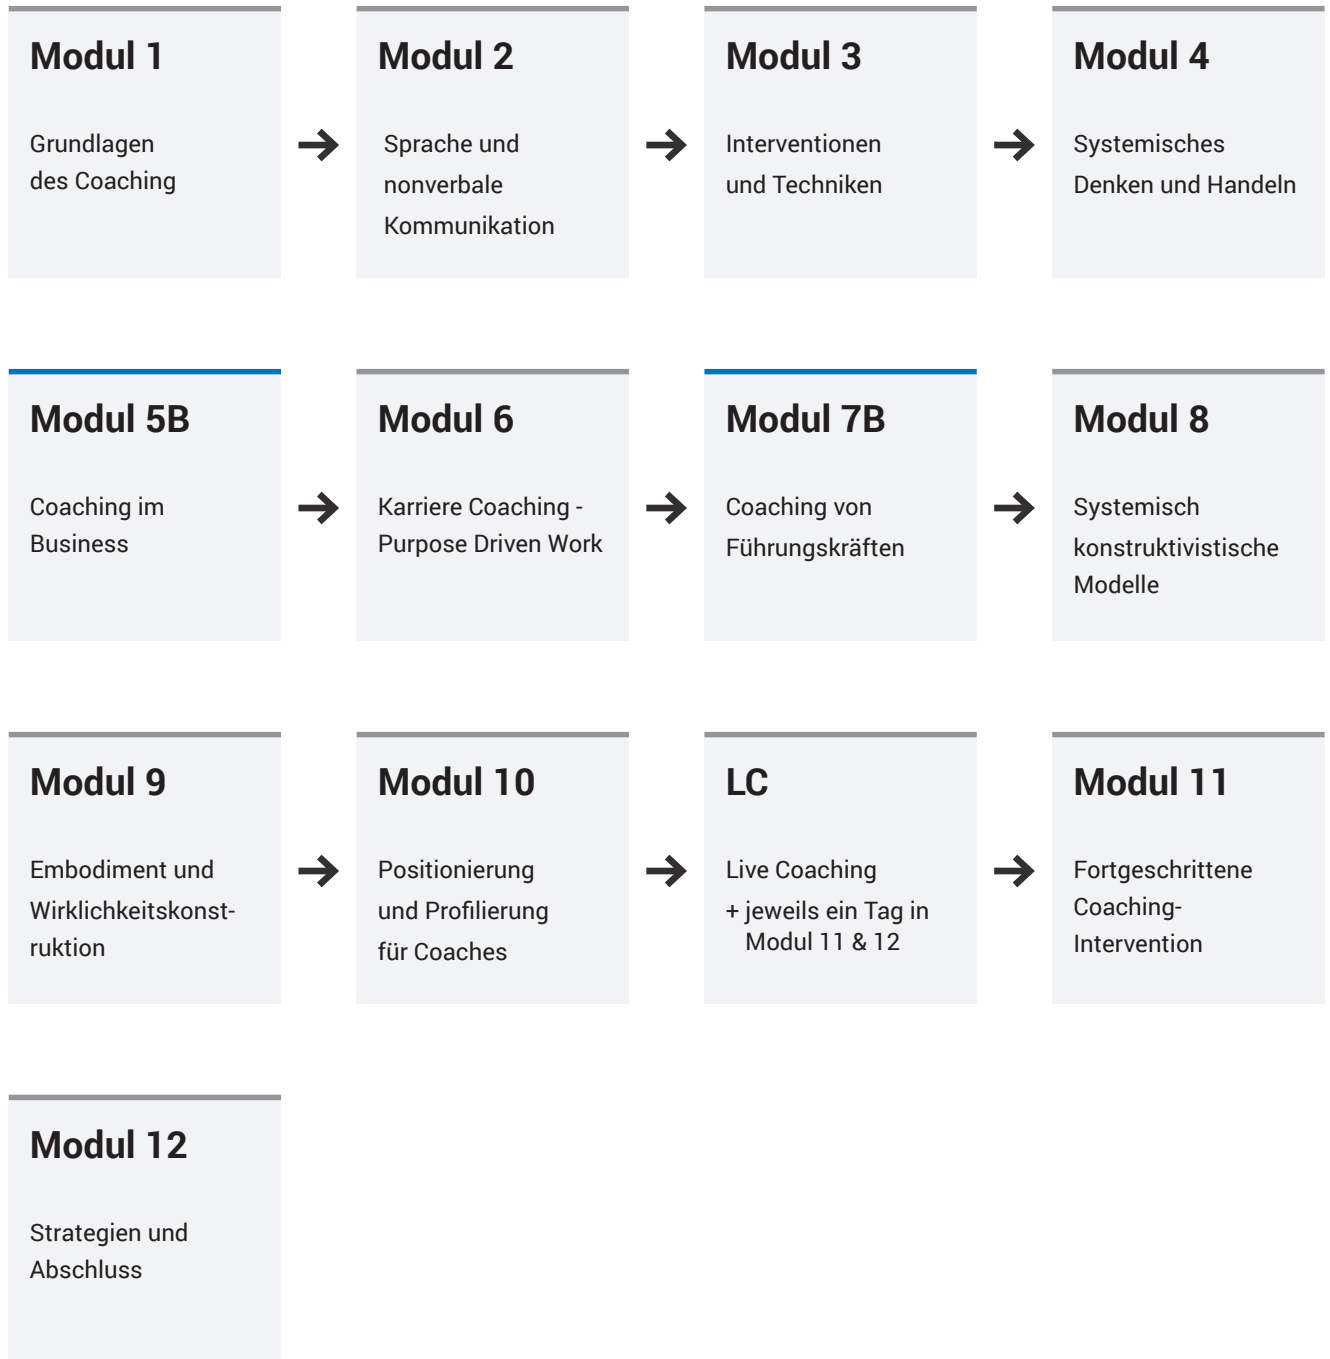 Modul 1
Grundlagen
des Coaching
Modul 2
Sprache und
nonverbale
Kommunikation
Modul 3
Interventionen
und Techniken
Modul 4
Systemisches
Denken und Handeln
Modul 5B
Coaching im
Business
Modul 6
Karriere Coaching -
Purpose Driven Work
Modul 7B
Coaching von
Führungskräften
Modul 8
Systemisch
konstruktivistische
Modelle
Modul 9
Embodiment und
Wirklichkeitskonst-
ruktion
Modul 10
Positionierung
und Profilierung
für Coaches
LC
Live Coaching
+ jeweils ein Tag in
Modul 11 & 12
Modul 11
Fortgeschrittene
Coaching-
Intervention
Modul 12
Strategien und
Abschluss